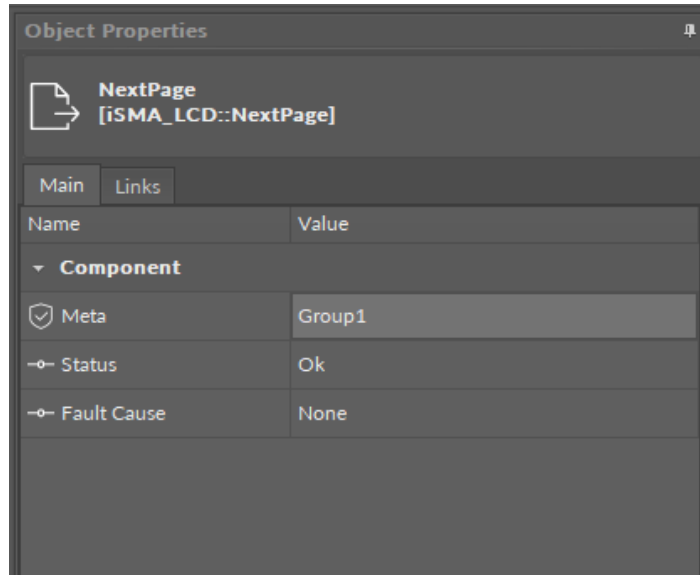 Object Properties
NextPage
[iSMA_LCD::NextPage]
Main Links
Name Value
Component
Meta Group1
Status Ok
Fault Cause None